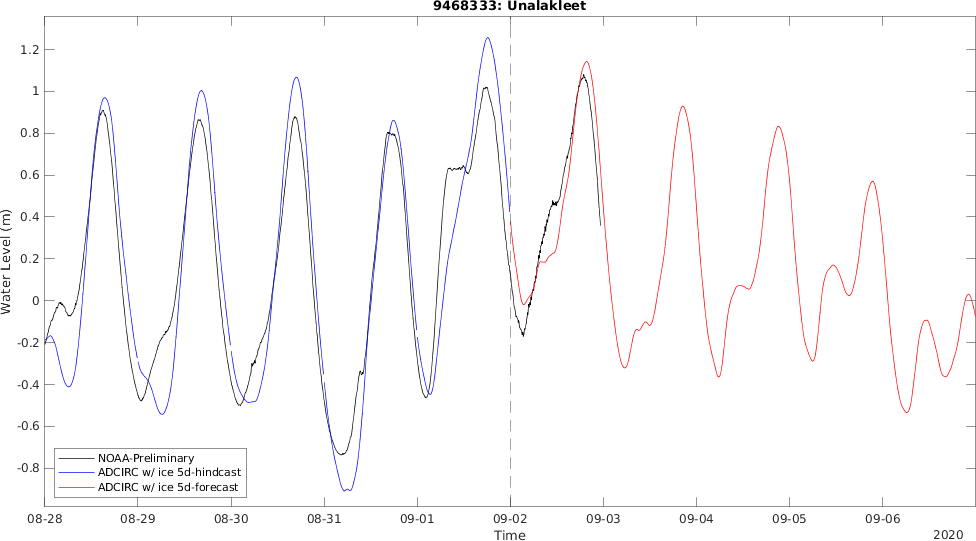 9468333: Unalakleet
1.2
1
0.8
0.6
0.4
0.2
0
-0.2
-0.4
-0.6
-0.8
Water Level (m)
NOAA-Preliminary
ADCIRC w/ ice 5d-hindcast
ADCIRC w/ ice 5d-forecast
08-28 08-29 08-30 08-31 09-01 09-02 09-03 09-04 09-05 09-06
Time
2020